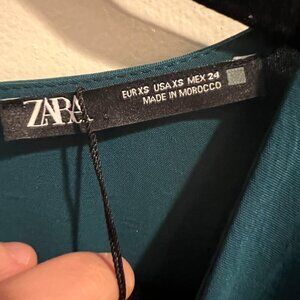 ZARA
EUR XS USA XS MEX 24
MADE IN MOROCCO